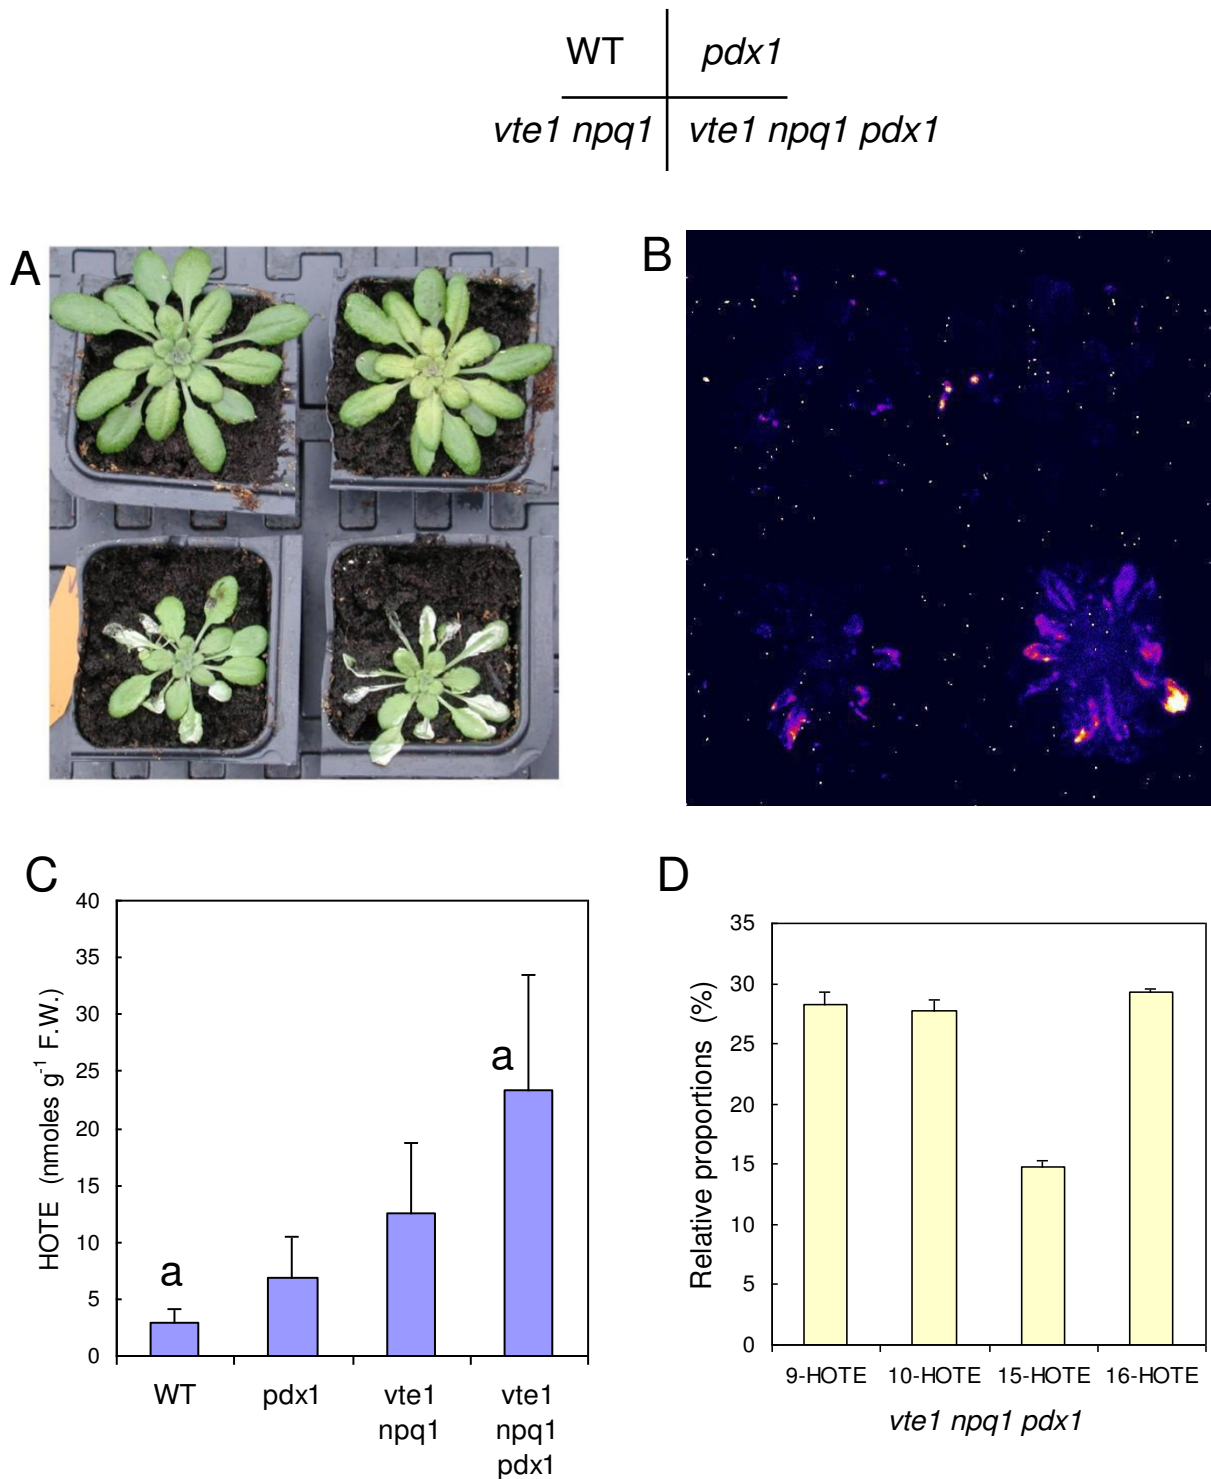 WT pdx1
vte1 npq1 vte1 npq1 pdx1
A
B
C
40
35
30
25
20
15
10
5
0
HOTE (nmoles g⁻¹ F.W.)
a
a
WT pdx1 vte1 vte1
npq1 npq1
pdx1
D
35
30
25
20
15
10
5
0
Relative proportions (%)
9-HOTE 10-HOTE 15-HOTE 16-HOTE
vte1 npq1 pdx1